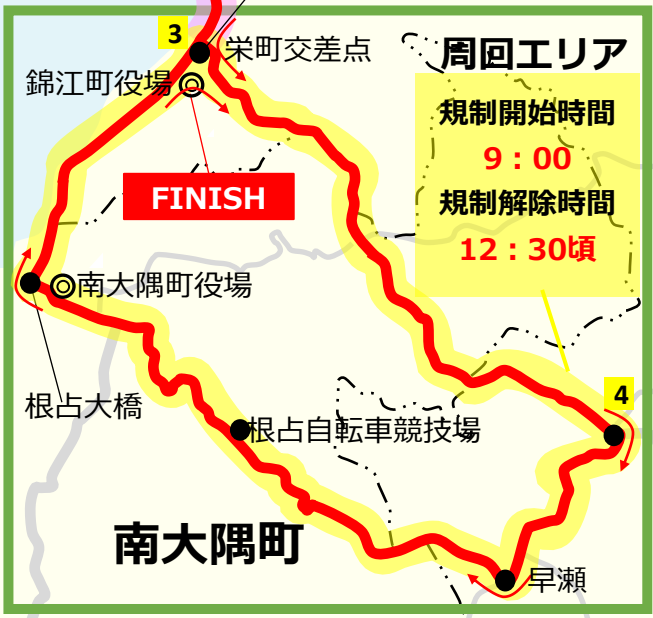 3
栄町交差点
周回エリア
錦江町役場
規制開始時間
9：00
FINISH
規制解除時間
12：30頃
南大隅町役場
根占大橋
4
根占自転車競技場
南大隅町
早瀬